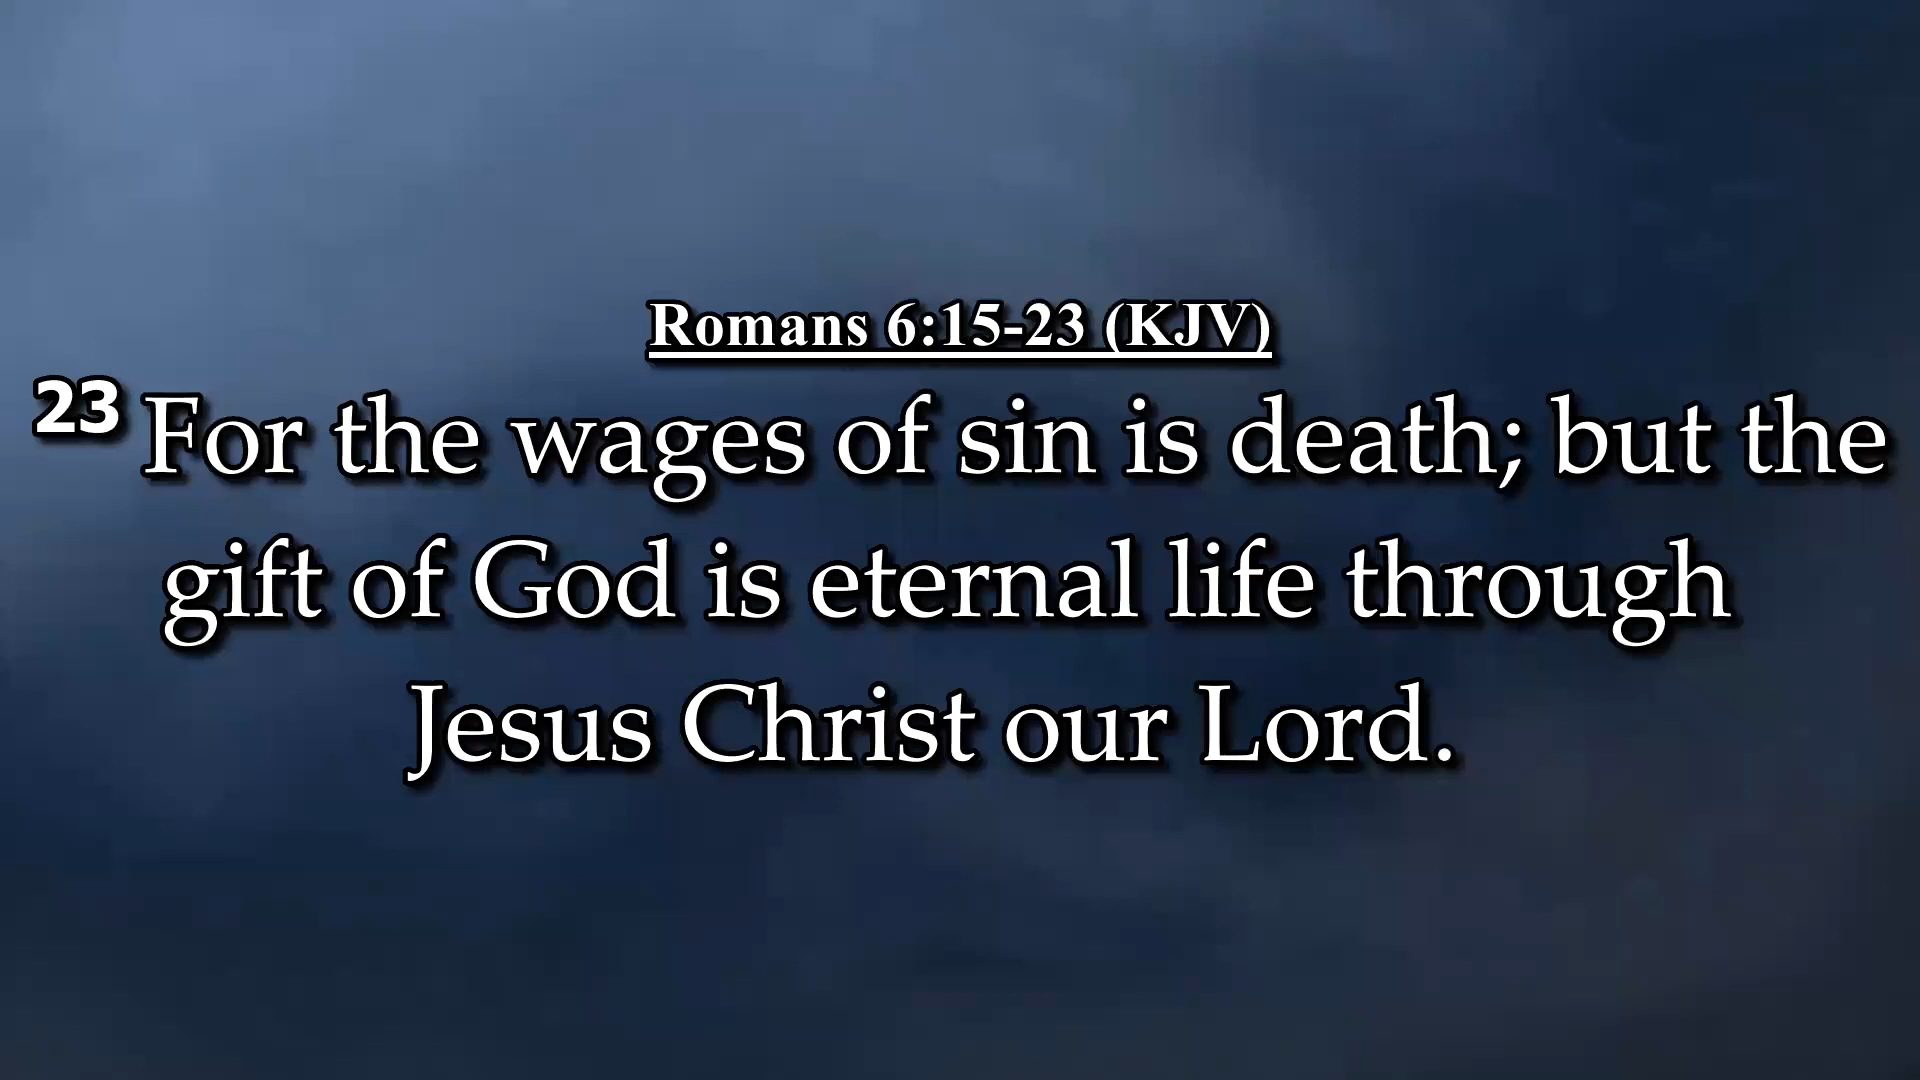 Romans 6:15-23 (KJV)
23 For the wages of sin is death; but the
gift of God is eternal life through
Jesus Christ our Lord.